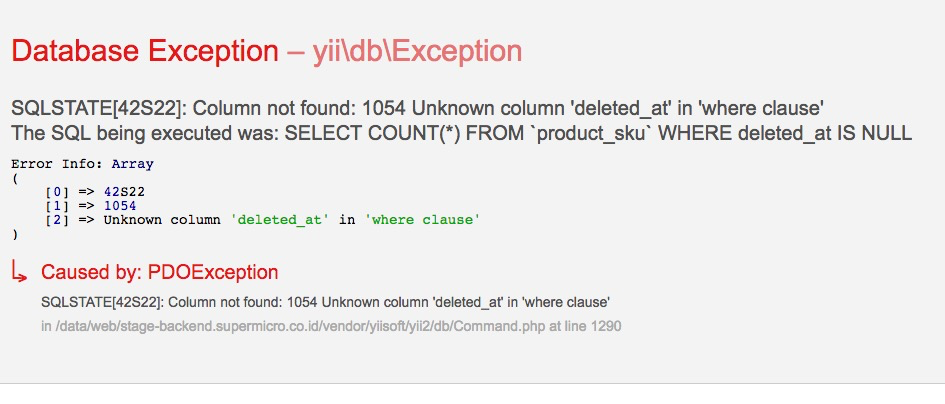 Database Exception – yii\db\Exception
SQLSTATE[42S22]: Column not found: 1054 Unknown column 'deleted_at' in 'where clause'
The SQL being executed was: SELECT COUNT(*) FROM `product_sku` WHERE deleted_at IS NULL
Error Info: Array
(
    [0] => 42S22
    [1] => 1054
    [2] => Unknown column 'deleted_at' in 'where clause'
)
Caused by: PDOException
SQLSTATE[42S22]: Column not found: 1054 Unknown column 'deleted_at' in 'where clause'
in /data/web/stage-backend.supermicro.co.id/vendor/yiisoft/yii2/db/Command.php at line 1290